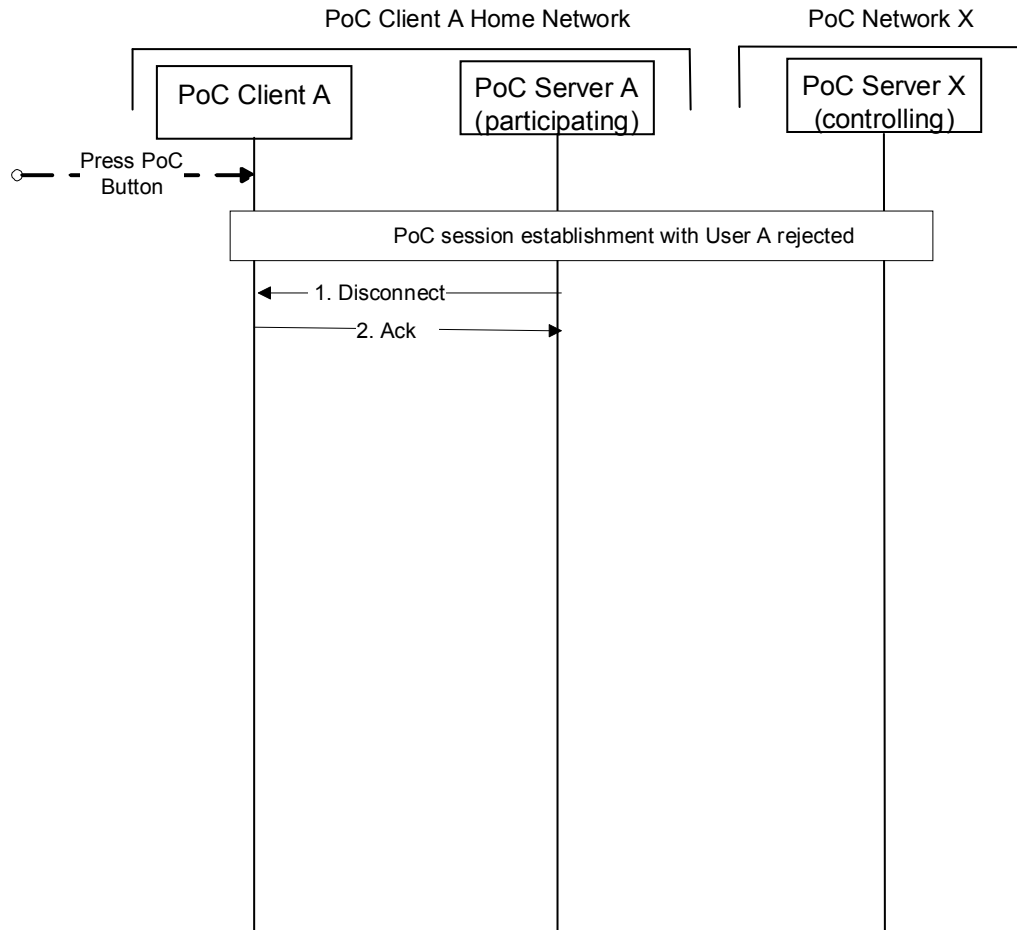 PoC Client A Home Network
PoC Network X
PoC Client A
PoC Server A
(participating)
PoC Server X
(controlling)
Press PoC
Button
PoC session establishment with User A rejected
1. Disconnect
2. Ack